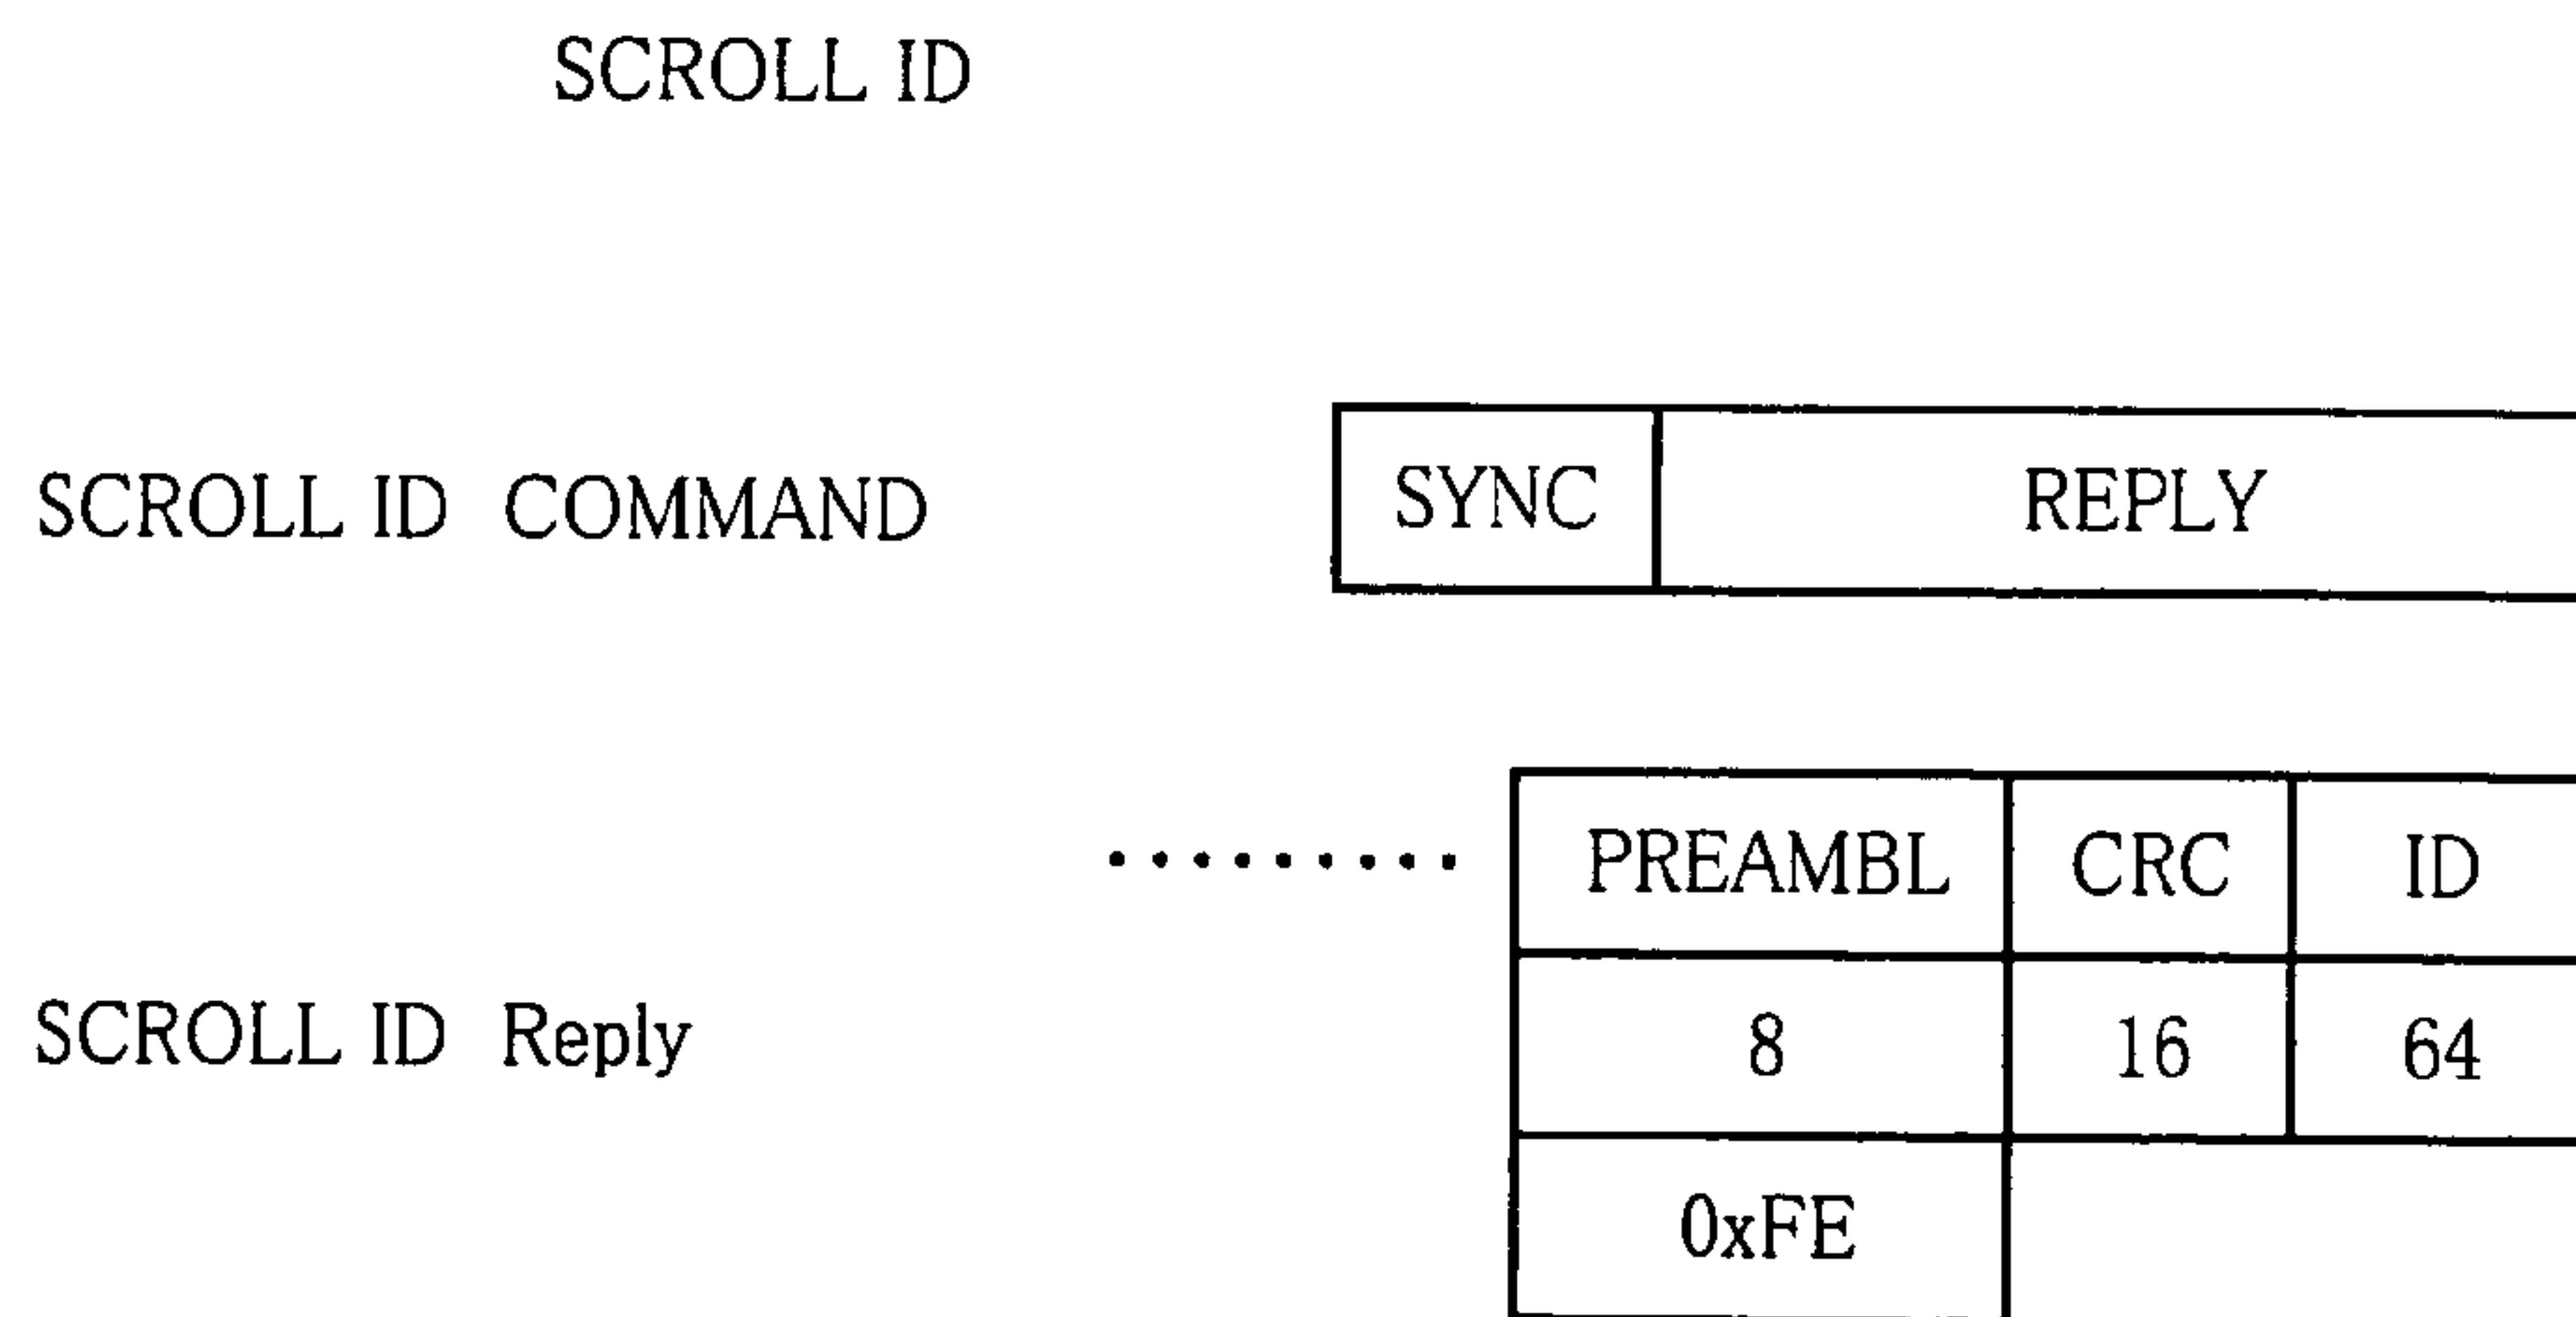 SCROLL ID
SCROLL ID COMMAND
SYNC REPLY
PREAMBL CRC ID
SCROLL ID Reply
8 16 64
0xFE